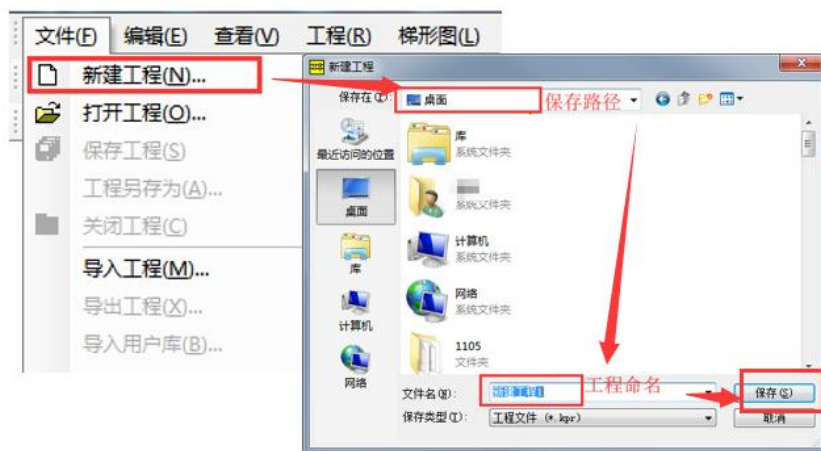 文件(F) 编辑(E) 查看(V) 工程(R) 梯形图(L)
新建工程(N)...
打开工程(O)...
保存工程(S)
工程另存为(A)...
关闭工程(C)
导入工程(M)...
导出工程(X)...
导入用户库(B)...
新建工程
保存在(I):
桌面
保存路径
最近访问的位置
桌面
库
计算机
网络
库
系统文件夹
系统文件夹
计算机
系统文件夹
网络
系统文件夹
1105
文件夹
文件名(N):
新建工程1
工程命名
保存(S)
保存类型(T):
工程文件 (*.kpr)
取消